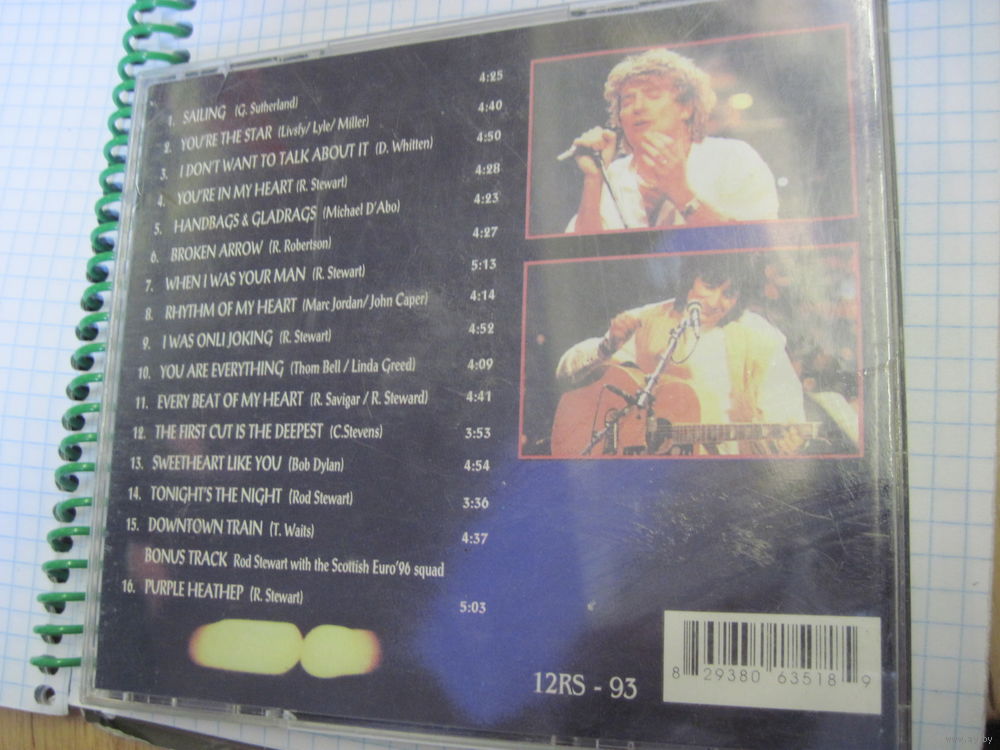 1. SAILING (G. Sutherland) 4:25
2. YOU'RE THE STAR (Livsfy/ Lyle/ Miller) 4:40
3. I DON'T WANT TO TALK ABOUT IT (D. Whitten) 4:50
4. YOU'RE IN MY HEART (R. Stewart) 4:28
5. HANDBAGS & GLADRAGS (Michael D'Abo) 4:23
6. BROKEN ARROW (R. Robertson) 4:27
7. WHEN I WAS YOUR MAN (R. Stewart) 5:13
8. RHYTHM OF MY HEART (Marc Jordan/ John Caper) 4:14
9. I WAS ONLI JOKING (R. Stewart) 4:52
10. YOU ARE EVERYTHING (Thom Bell / Linda Greed) 4:09
11. EVERY BEAT OF MY HEART (R. Savigar / R. Steward) 4:41
12. THE FIRST CUT IS THE DEEPEST (C.Stevens) 3:53
13. SWEETHEART LIKE YOU (Bob Dylan) 4:54
14. TONIGHT'S THE NIGHT (Rod Stewart) 3:36
15. DOWNTOWN TRAIN (T. Waits) 4:37
BONUS TRACK Rod Stewart with the Scottish Euro'96 squad
16. PURPLE HEATHEP (R. Stewart) 5:03
12RS - 93
8 29380 63518 9
www.ay.by